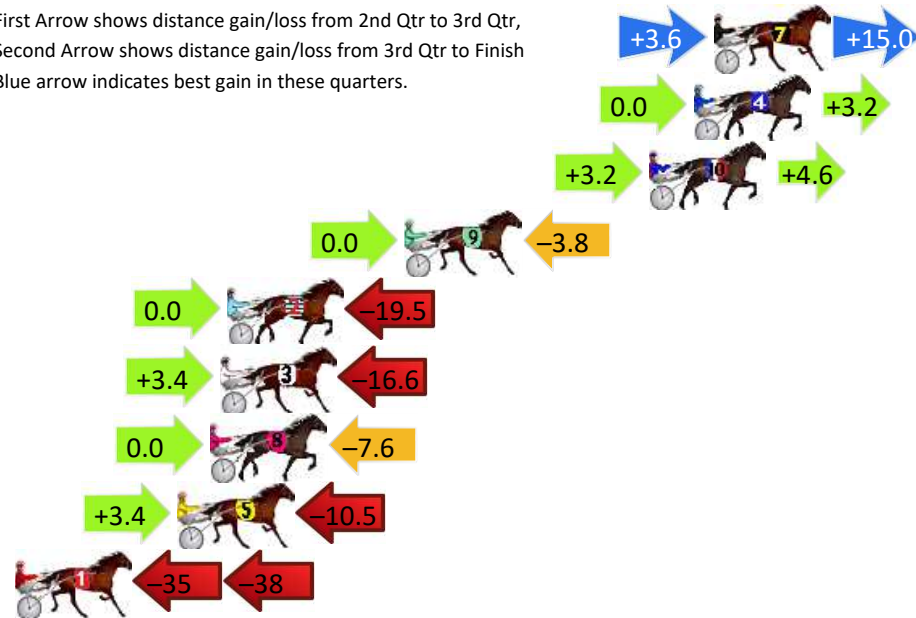 First Arrow shows distance gain/loss from 2nd Qtr to 3rd Qtr,
Second Arrow shows distance gain/loss from 3rd Qtr to Finish
Blue arrow indicates best gain in these quarters.
+3.6 7 +15.0
0.0 4 +3.2
+3.2 10 +4.6
0.0 9 –3.8
0.0 2 –19.5
+3.4 3 –16.6
0.0 8 –7.6
+3.4 5 –10.5
1 –35 –38